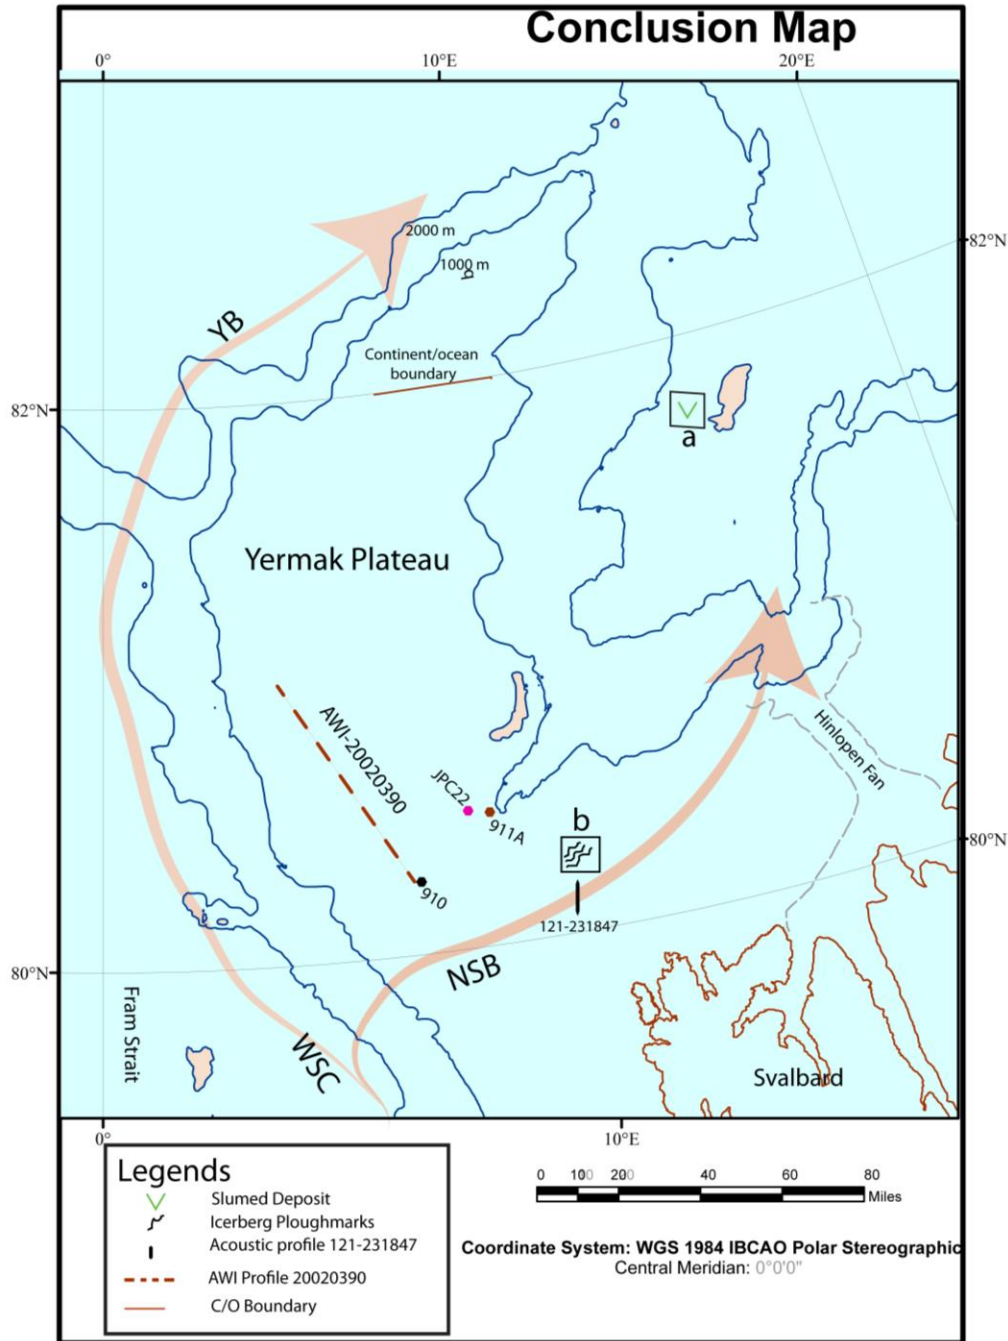 Conclusion Map
0°
10°E
20°E
2000 m
82°N
1000 m
YB
Continent/ocean
boundary
82°N
a
Yermak Plateau
AWI-20020390
Hinlopen Fan
JPC22
911A
b
80°N
910
121-231847
NSB
80°N
Fram Strait
WSC
Svalbard
0°
10°E
Legends
Slumed Deposit
Icerberg Ploughmarks
Acoustic profile 121-231847
AWI Profile 20020390
C/O Boundary
0 100 200 40 60 80
Miles
Coordinate System: WGS 1984 IBCAO Polar Stereographic
Central Meridian: 0°0'0"